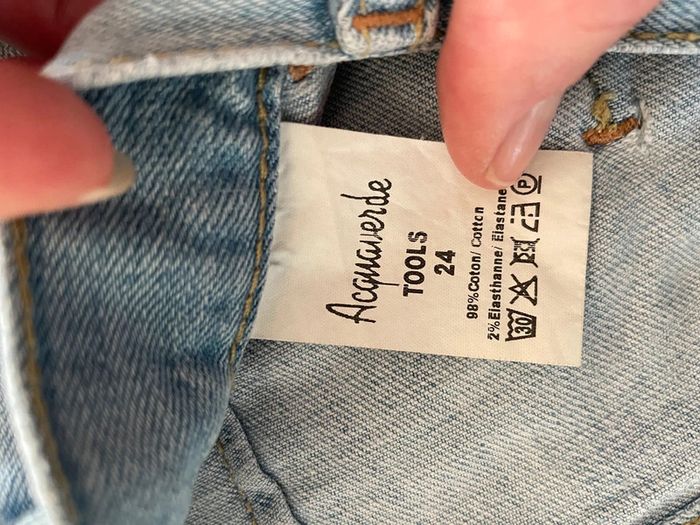 Acquaverde
TOOLS
24
98%Coton/ Cotton
2%Elasthanne/ Elastane
30 P